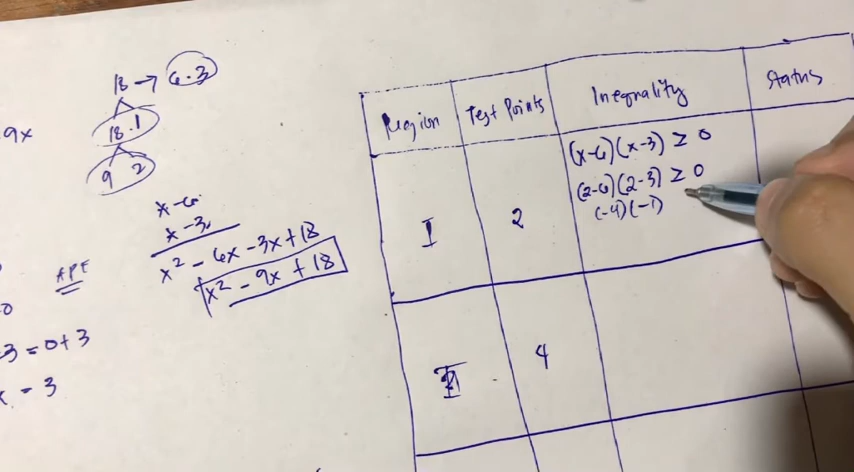 18 → 6.3
18.1
9 2
9x
x-6
x-3
x² - 6x - 3x + 18
x² - 9x + 18
APF
0
3 = 0 + 3
x = 3
Region Test Points Inequality Status
I 2 (x-6)(x-3) ≥ 0
(2-6)(2-3) ≥ 0
(-4)(-1)
II 4